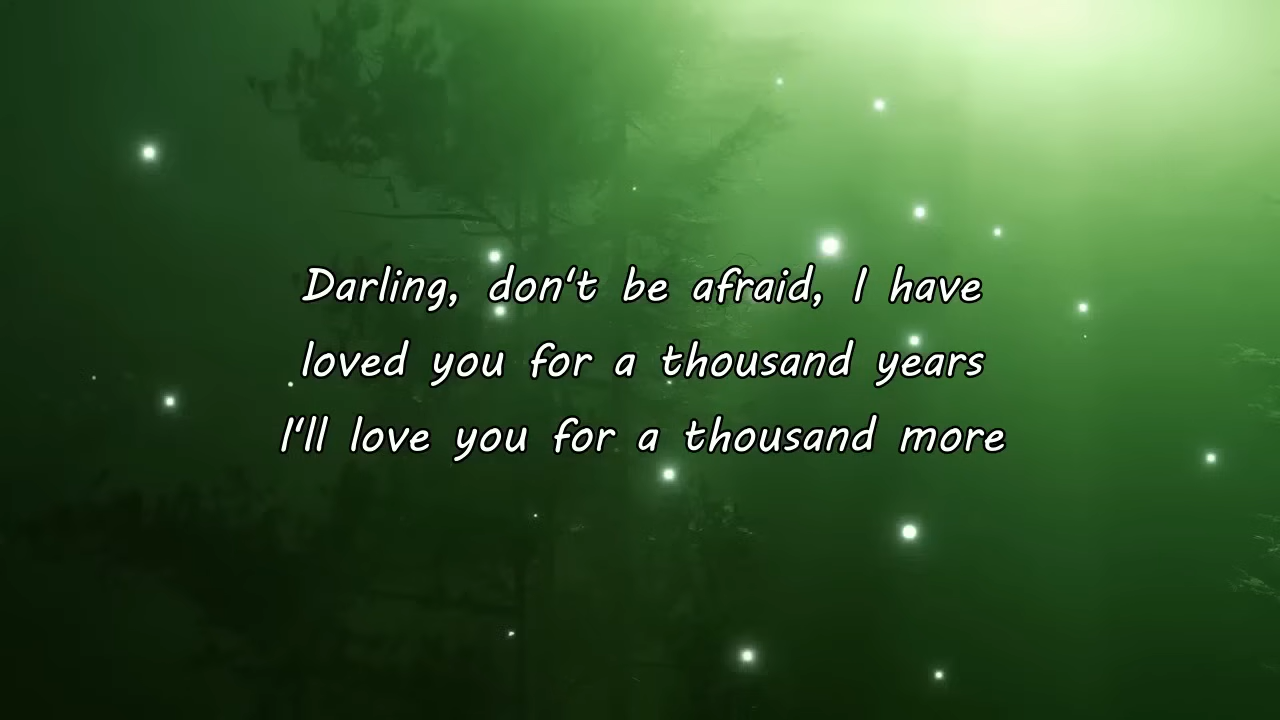 Darling, don't be afraid, I have
loved you for a thousand years
I'll love you for a thousand more